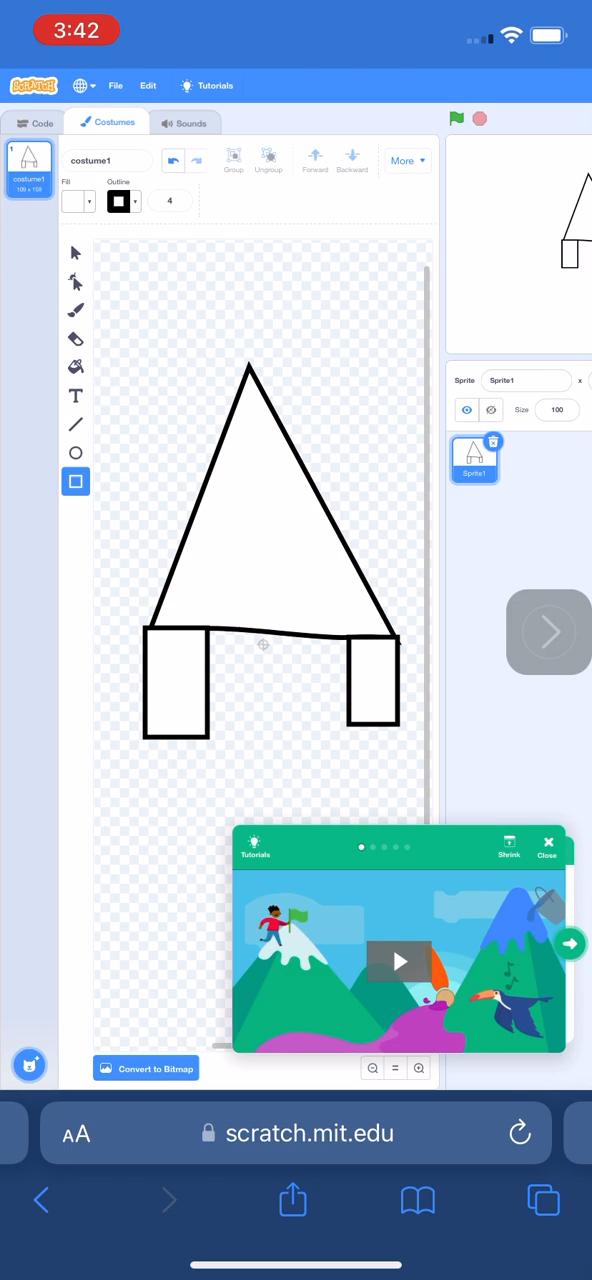 3:42
SCRATCH
File
Edit
Tutorials
Code
Costumes
Sounds
1
costume1
109 x 158
costume1
Group
Ungroup
Forward
Backward
More
Fill
Outline
4
T
Sprite
Sprite1
x
Size
100
Sprite1
Tutorials
Shrink
Close
Convert to Bitmap
AA
scratch.mit.edu